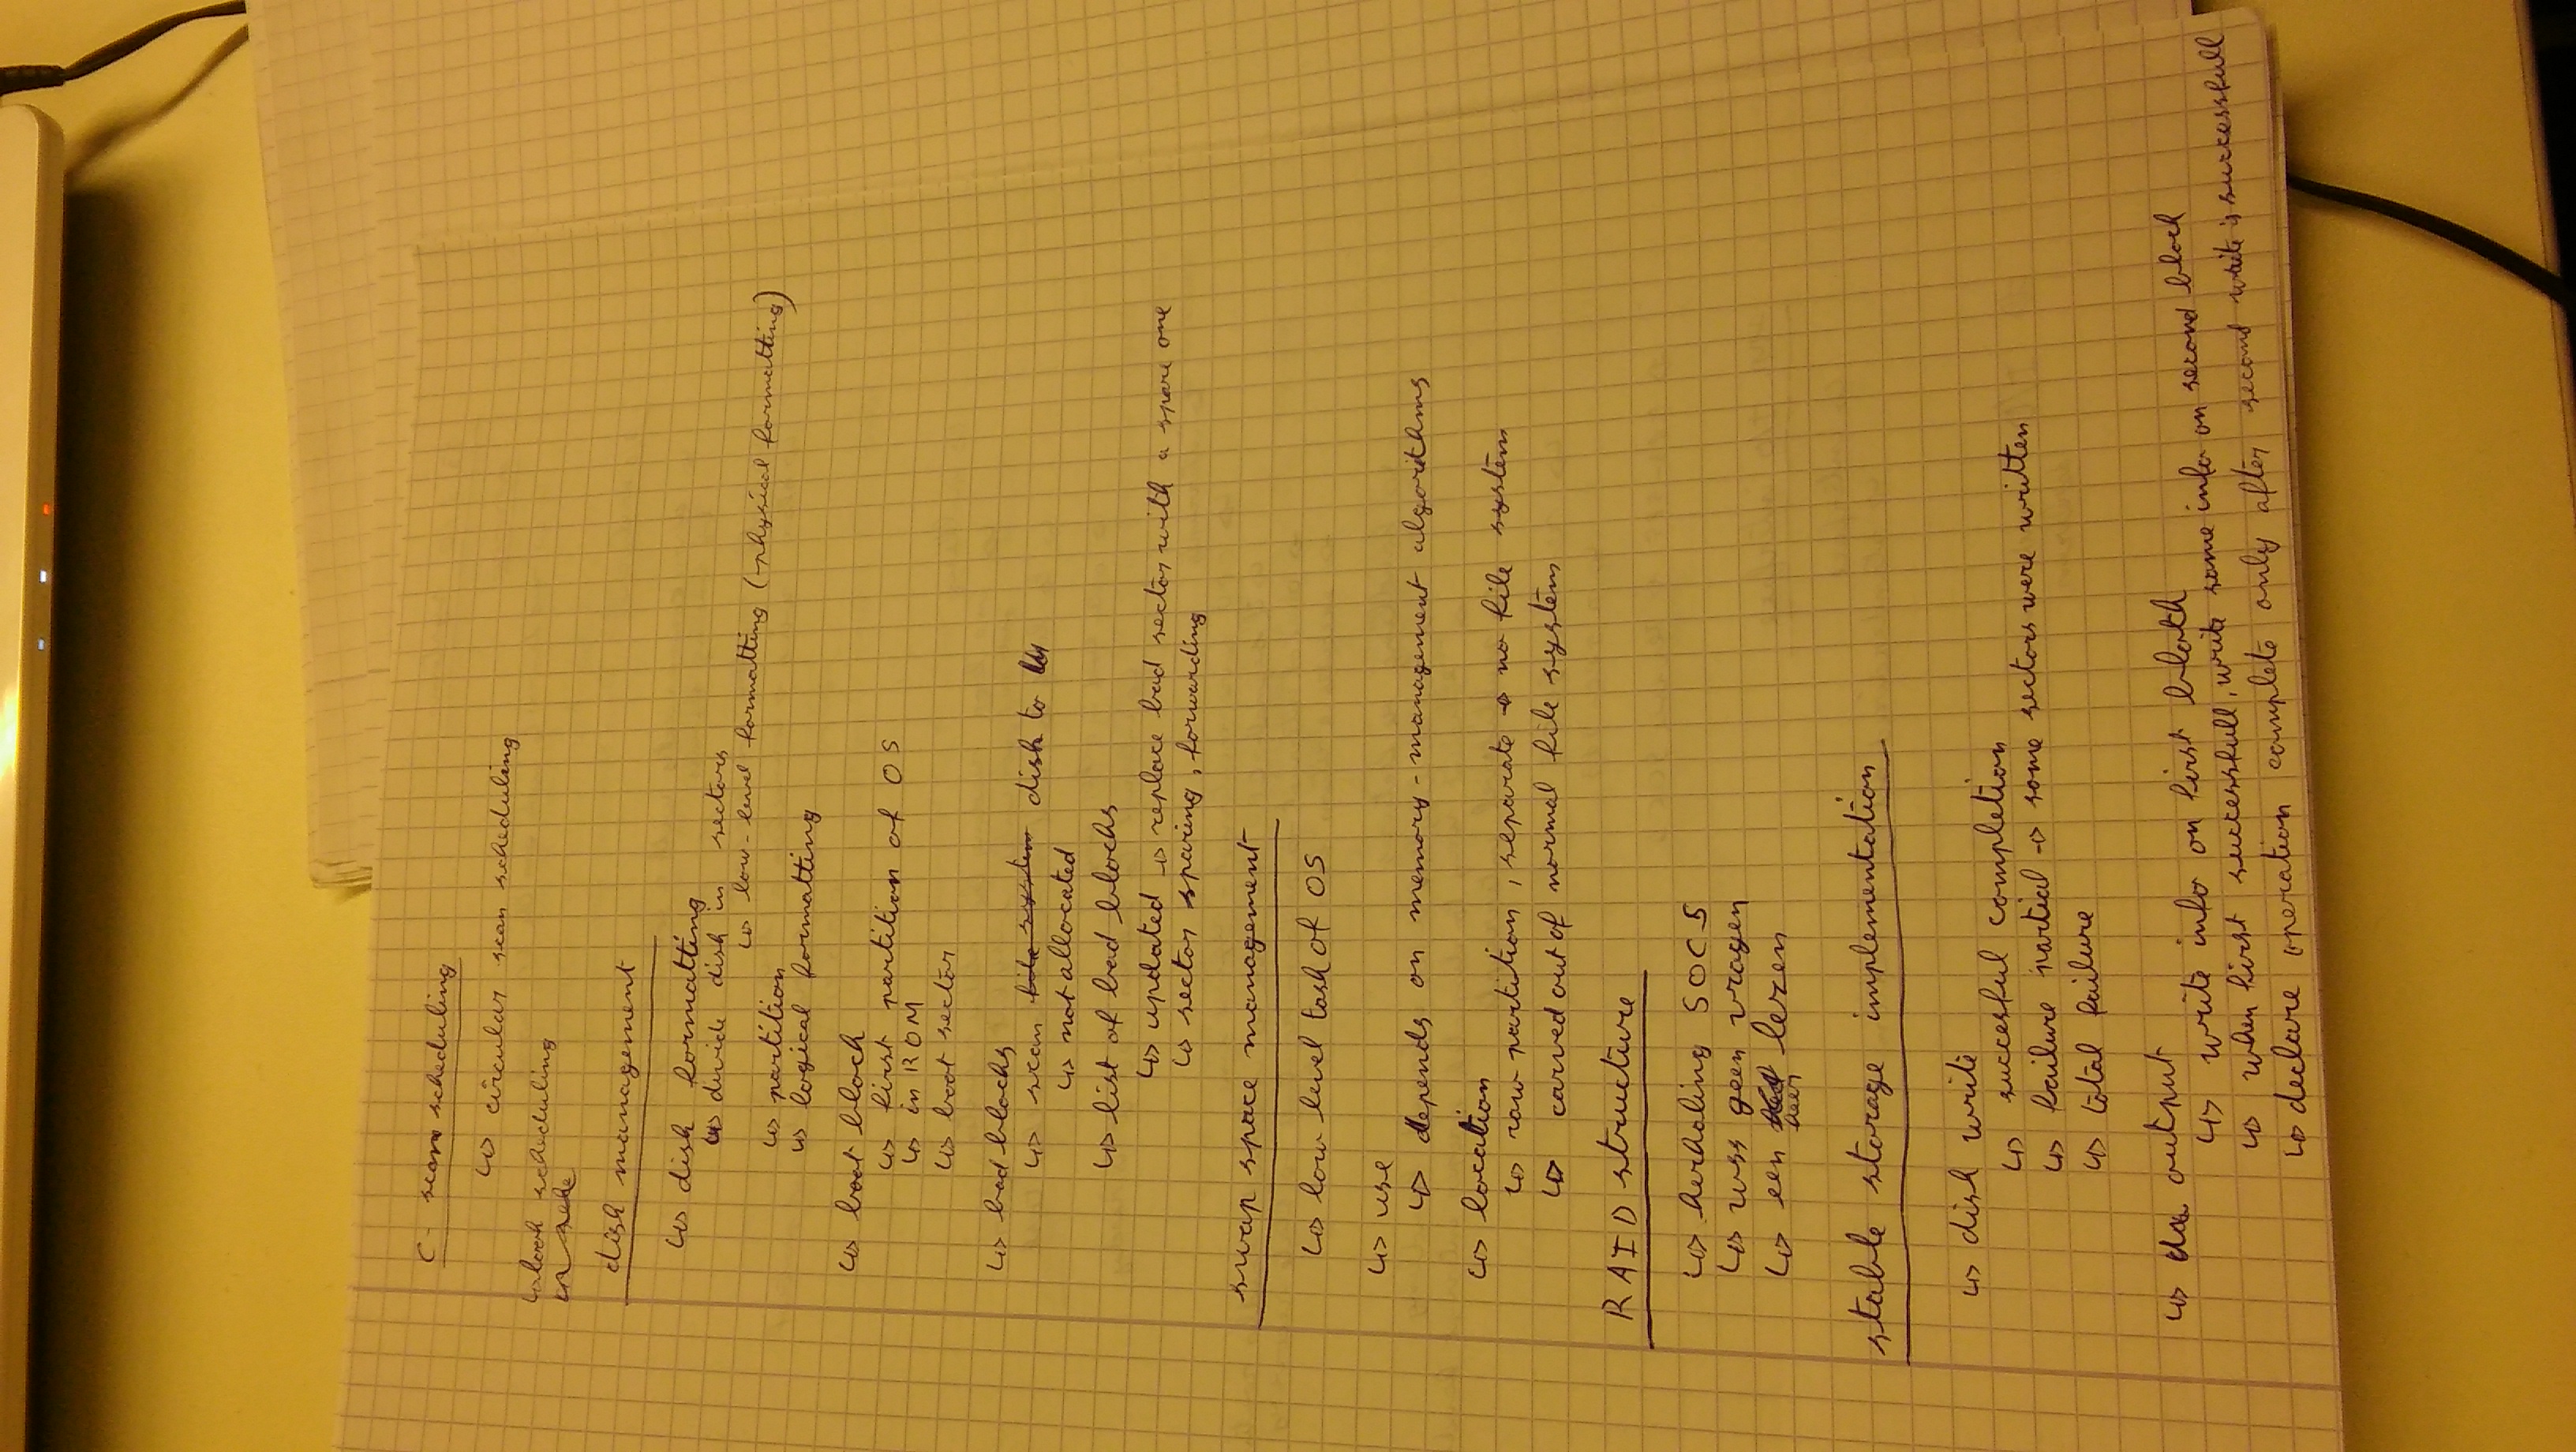 C-scan scheduling
↳ circular scan scheduling
↳ look scheduling
disk management
↳ disk formatting
↳ divide disk in sectors
↳ low-level formatting (-physical formatting)
↳ partition
↳ logical formatting
↳ boot block
↳ first partition of OS
↳ in ROM
↳ boot sector
↳ bad blocks
↳ scan file system disk to
↳ not allocated
↳ list of bad blocks
↳ updated → replace bad sector with a spare one
↳ sector sparing, forwarding
swap space management
↳ low level task of OS
↳ use
↳ depends on memory-management algorithms
↳ location
↳ raw partition, separate → no file system
↳ carved out of normal file system
RAID structure
↳ herhaling SOCS
↳ wss geen vragen
↳ een keer lezen
stable storage implementation
↳ disk write
↳ succesful completion
↳ failure partial → some sectors were written
↳ total failure
↳ output
↳ write info on first block
↳ when first successfull, write same info on second block
↳ declare operation complete only after second write is successfull